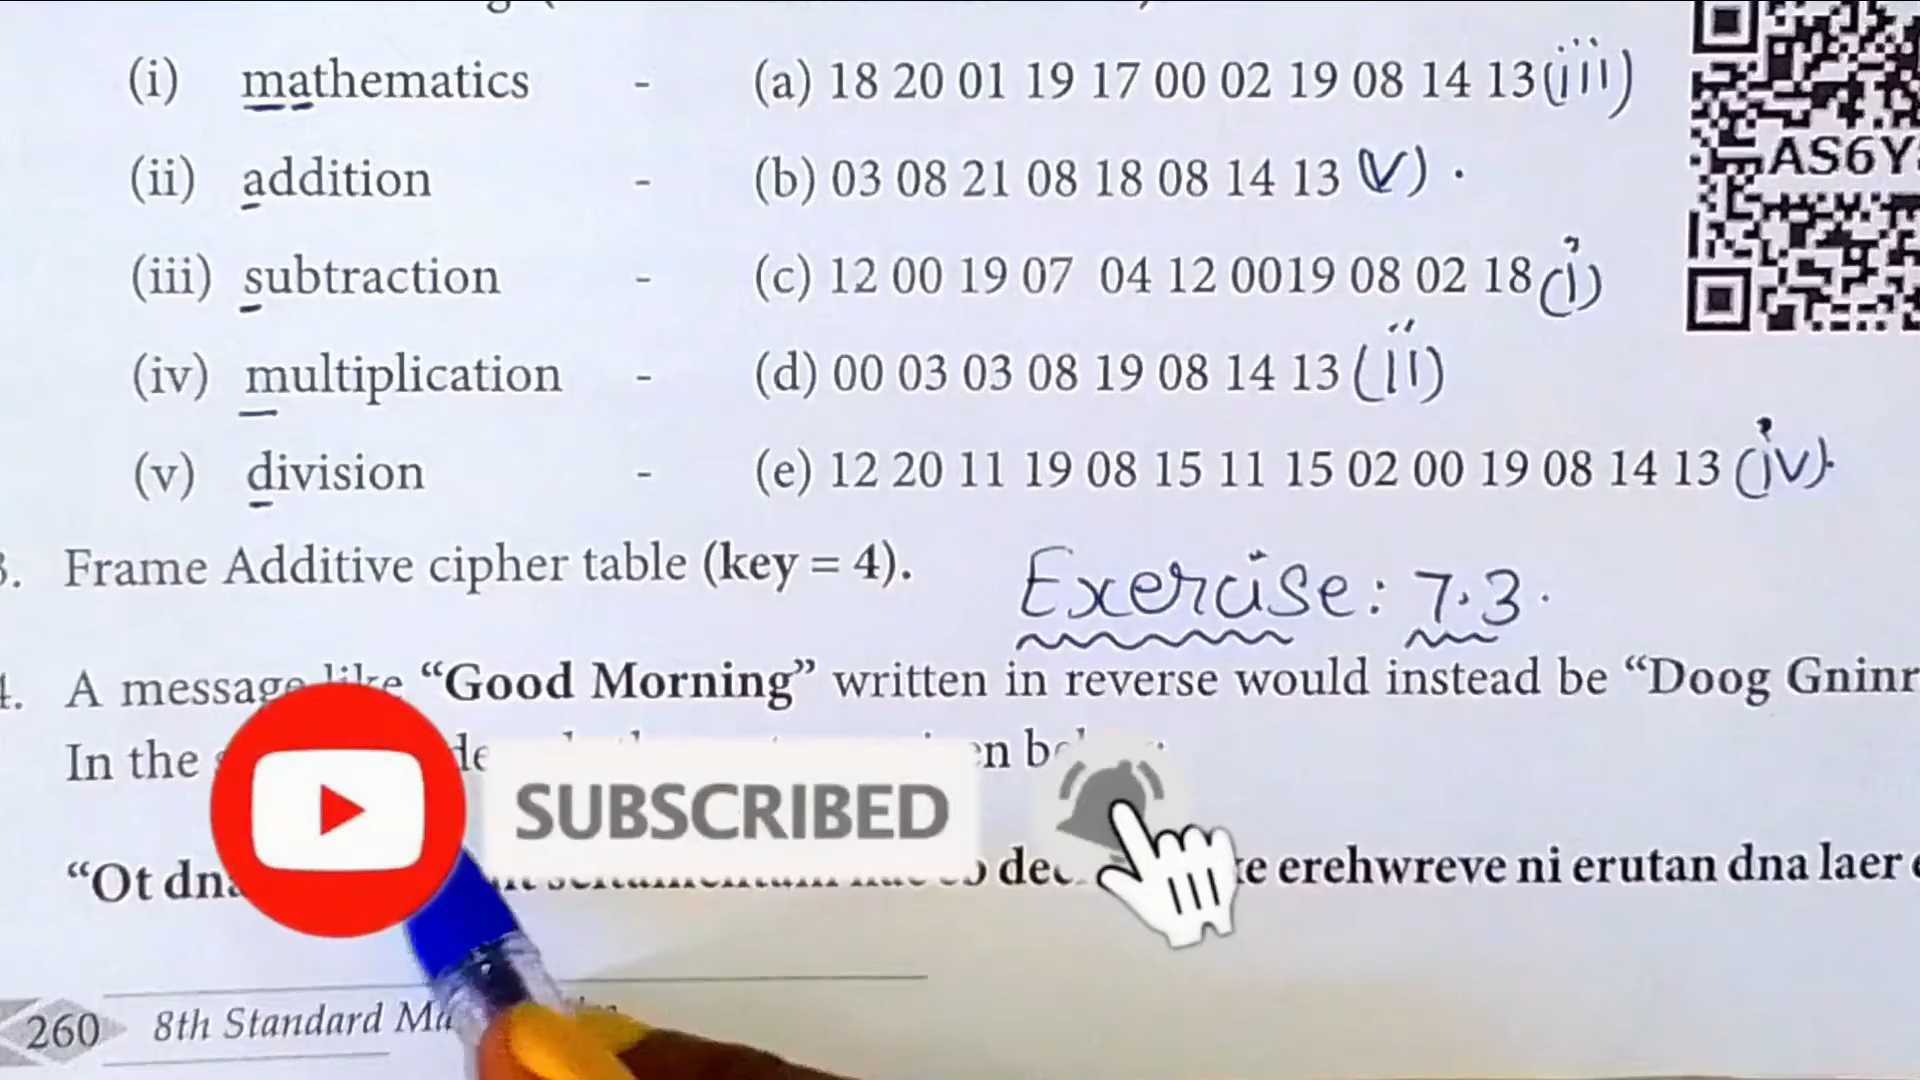 (i) mathematics - (a) 18 20 01 19 17 00 02 19 08 14 13 (iii)
(ii) addition - (b) 03 08 21 08 18 08 14 13 (v) .
(iii) subtraction - (c) 12 00 19 07 04 12 0019 08 02 18 (i)
(iv) multiplication - (d) 00 03 03 08 19 08 14 13 (ii)
(v) division - (e) 12 20 11 19 08 15 11 15 02 00 19 08 14 13 (iv)
AS6Y
3. Frame Additive cipher table (key = 4).
Exercise: 7.3.
4. A message like “Good Morning” written in reverse would instead be “Doog Gninr
In the
SUBSCRIBED
“Ot erehwreve ni erutan dna laer
260 8th Standard